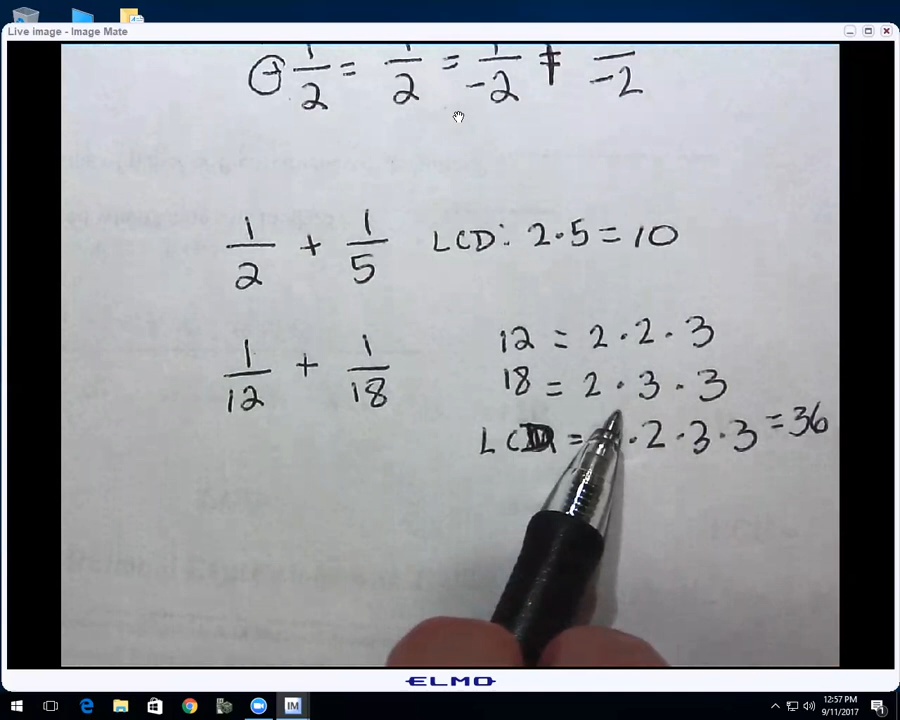 Live image - Image Mate
1/2 = 1/2 = 1/-2 ≠ /-2
1/2 + 1/5 LCD: 2·5 = 10
12 = 2·2·3
1/12 + 1/18
18 = 2·3·3
LCD = ·2·3·3 = 36
ELMO
IM
12:57 PM
9/11/2017